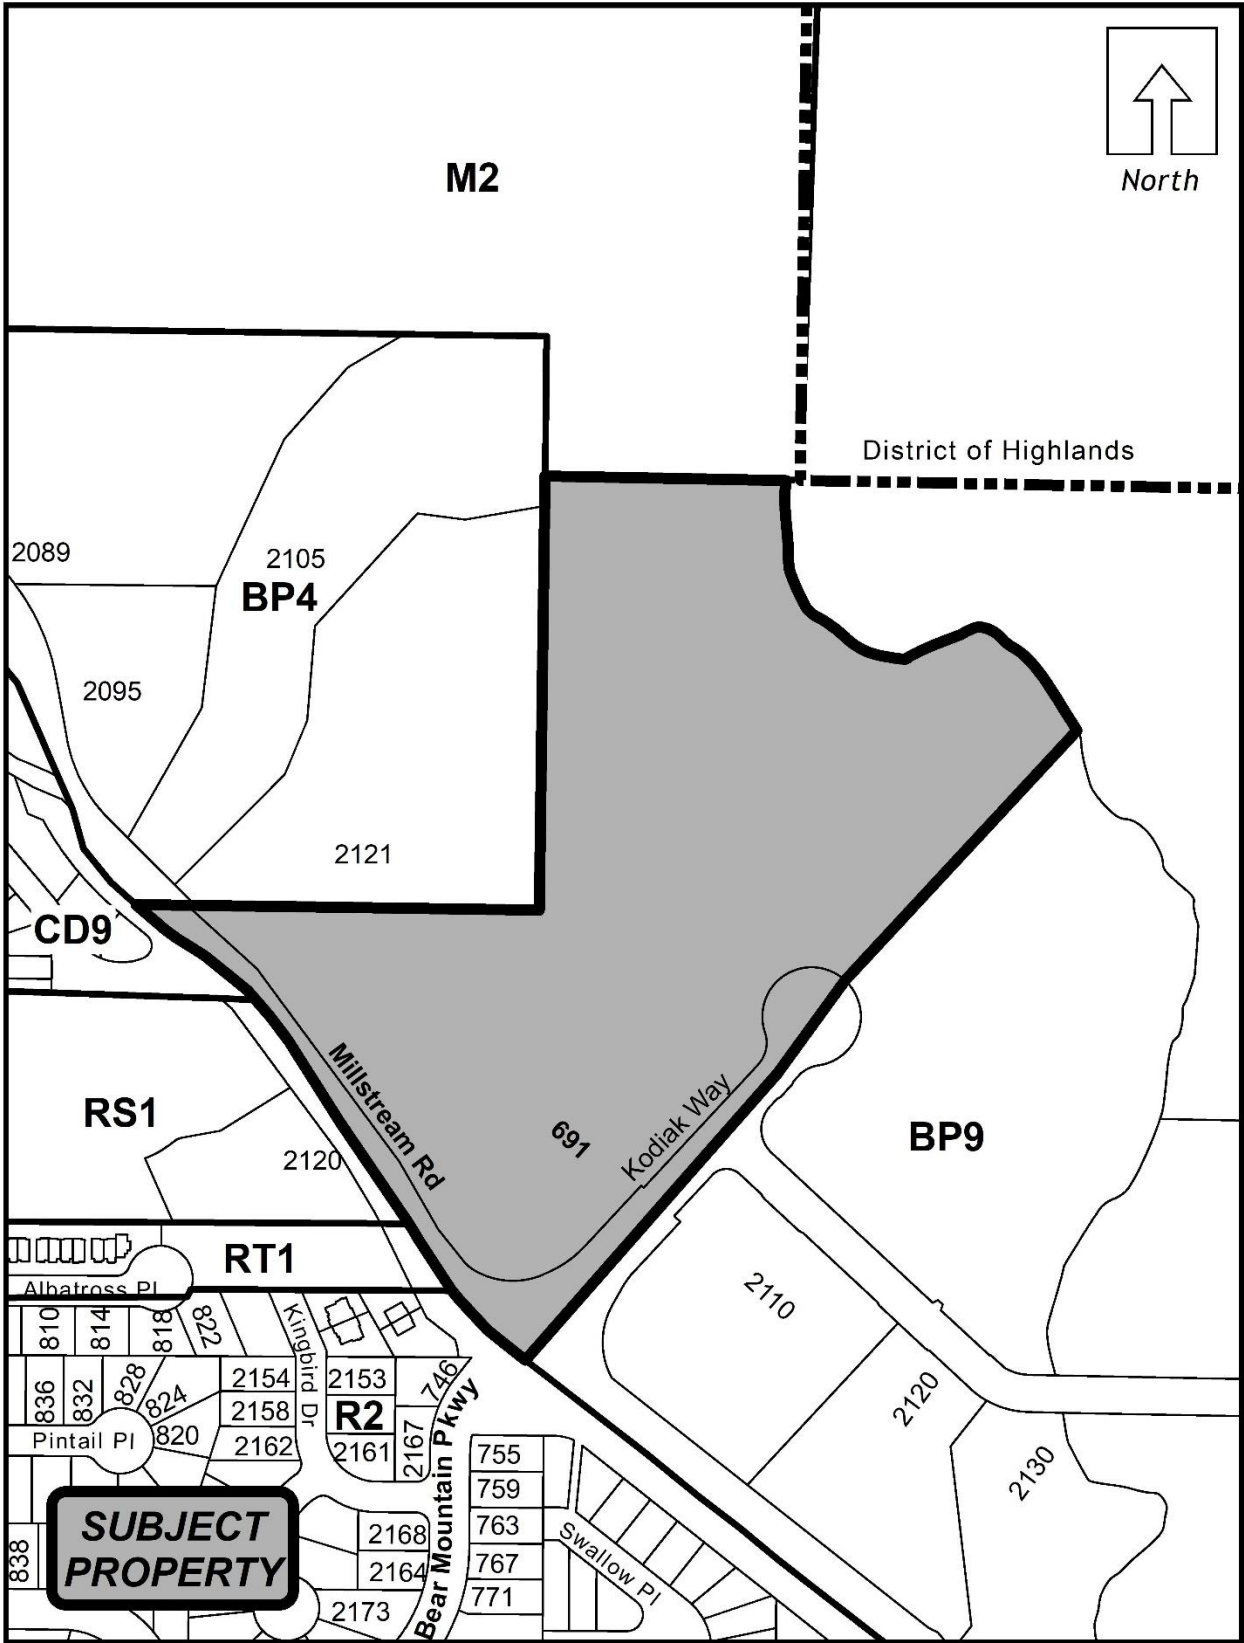 M2
North
District of Highlands
2089
2105
BP4
2095
2121
CD9
Millstream Rd
691
Kodiak Way
RS1
2120
BP9
RT1
Albatross Pl
2110
2120
2130
810
814
818
822
Kingbird Dr
836
832
828
824
820
Pintail Pl
2154
2158
2162
2153
R2
2161
2167
746
Bear Mountain Pkwy
755
759
763
767
771
Swallow Pl
SUBJECT
PROPERTY
838
2168
2164
2173